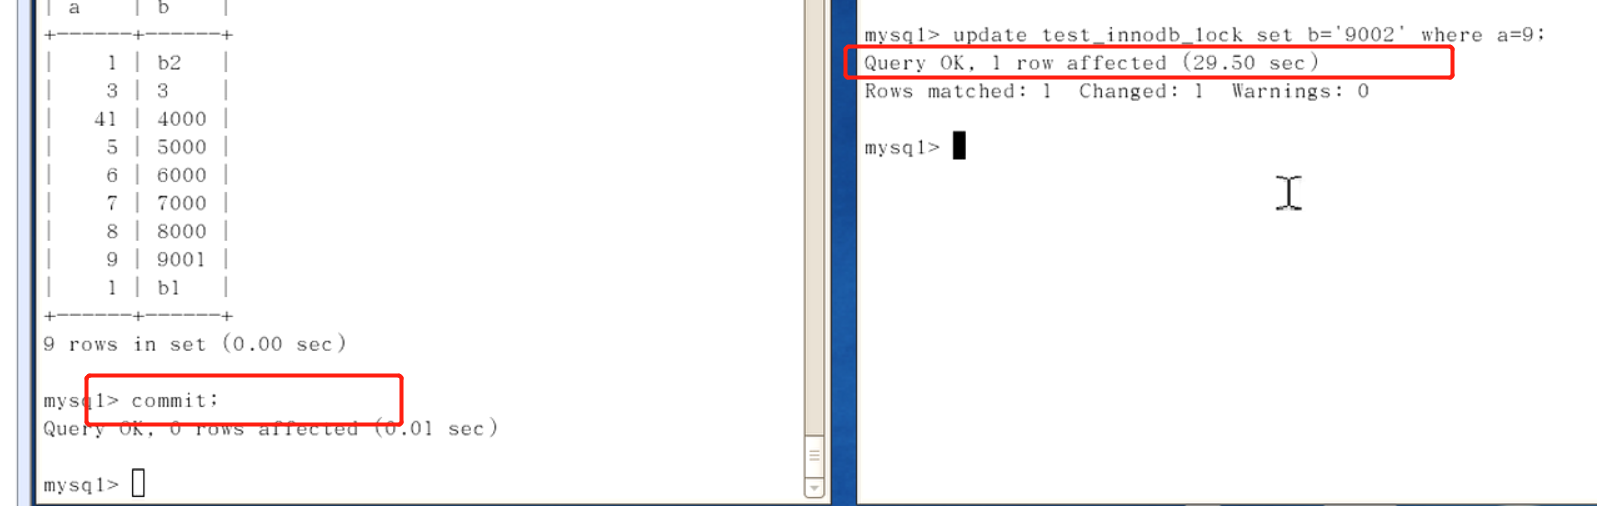 | a | b |
+------+------+
| 1 | b2 |
| 3 | 3 |
| 41 | 4000 |
| 5 | 5000 |
| 6 | 6000 |
| 7 | 7000 |
| 8 | 8000 |
| 9 | 9001 |
| 1 | b1 |
+------+------+
9 rows in set (0.00 sec)
mysql> commit;
Query OK, 0 rows affected (0.01 sec)
mysql>
mysql> update test_innodb_lock set b='9002' where a=9;
Query OK, 1 row affected (29.50 sec)
Rows matched: 1  Changed: 1  Warnings: 0
mysql>